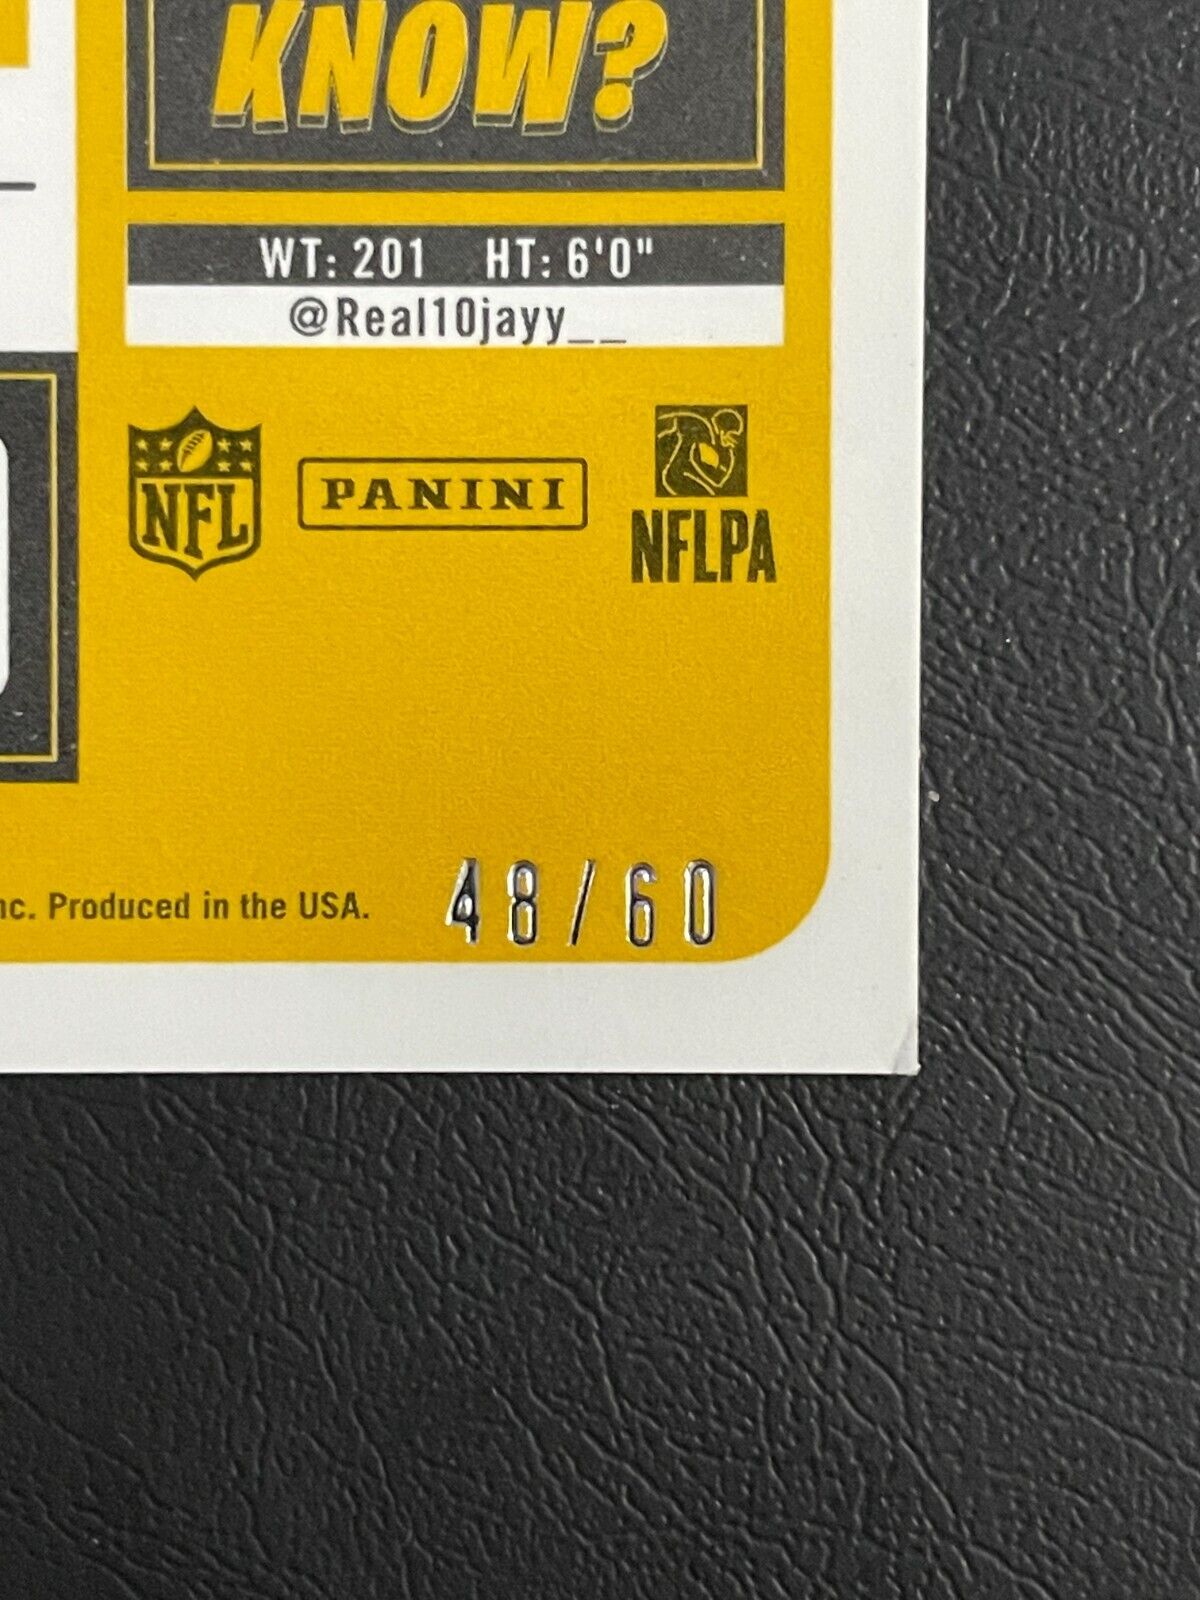 KNOW?
WT: 201 HT: 6'0"
@Real10jayy__
NFL PANINI NFLPA
nc. Produced in the USA. 48/60